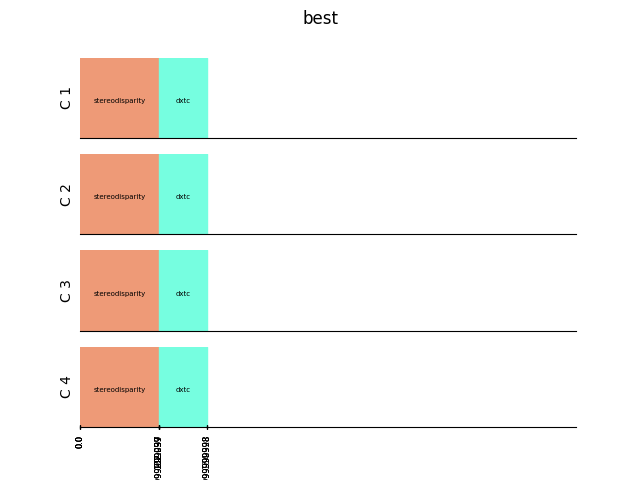 best
C 1
stereodisparity
dxtc
C 2
stereodisparity
dxtc
C 3
stereodisparity
dxtc
C 4
stereodisparity
dxtc
0.0